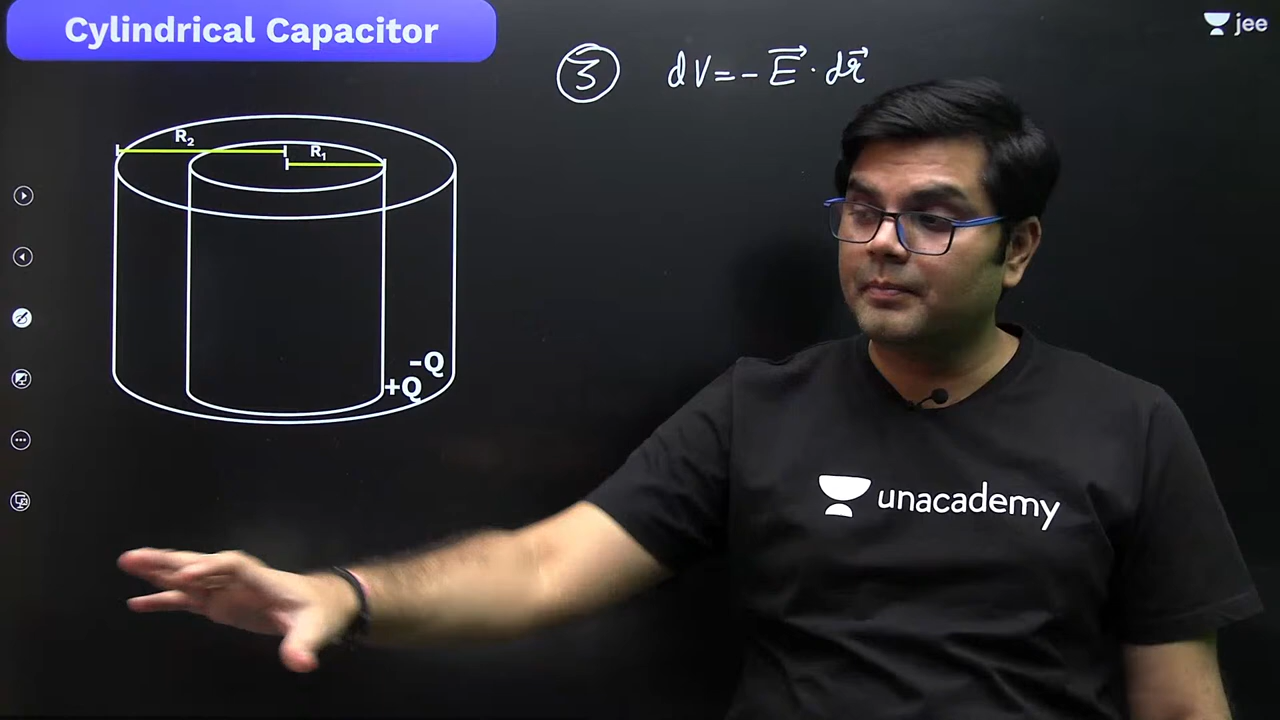 Cylindrical Capacitor
jee
③ dV = - E⃗ · dr⃗
R₂
R₁
-Q
+Q
unacademy